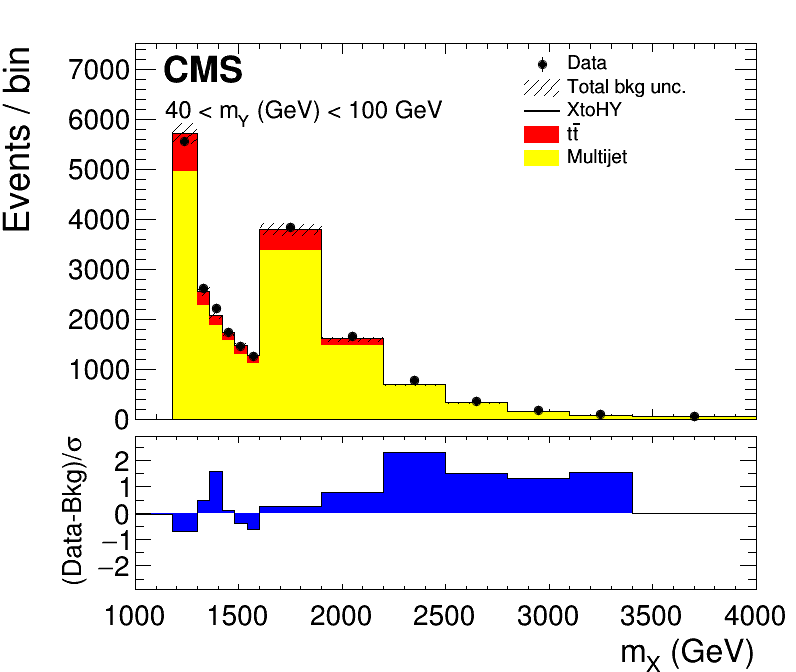 Events / bin
7000
6000
5000
4000
3000
2000
1000
0
CMS
40 < mY (GeV) < 100 GeV
Data
Total bkg unc.
XtoHY
tt̄
Multijet
(Data-Bkg)/σ
2
1
0
−1
−2
1000 1500 2000 2500 3000 3500 4000
mX (GeV)